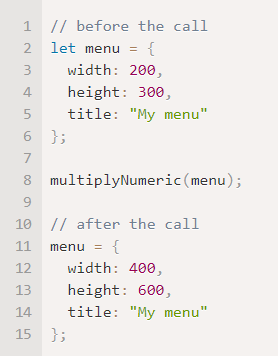 1 // before the call
2 let menu = {
3   width: 200,
4   height: 300,
5   title: "My menu"
6 };
7
8 multiplyNumeric(menu);
9
10 // after the call
11 menu = {
12   width: 400,
13   height: 600,
14   title: "My menu"
15 };